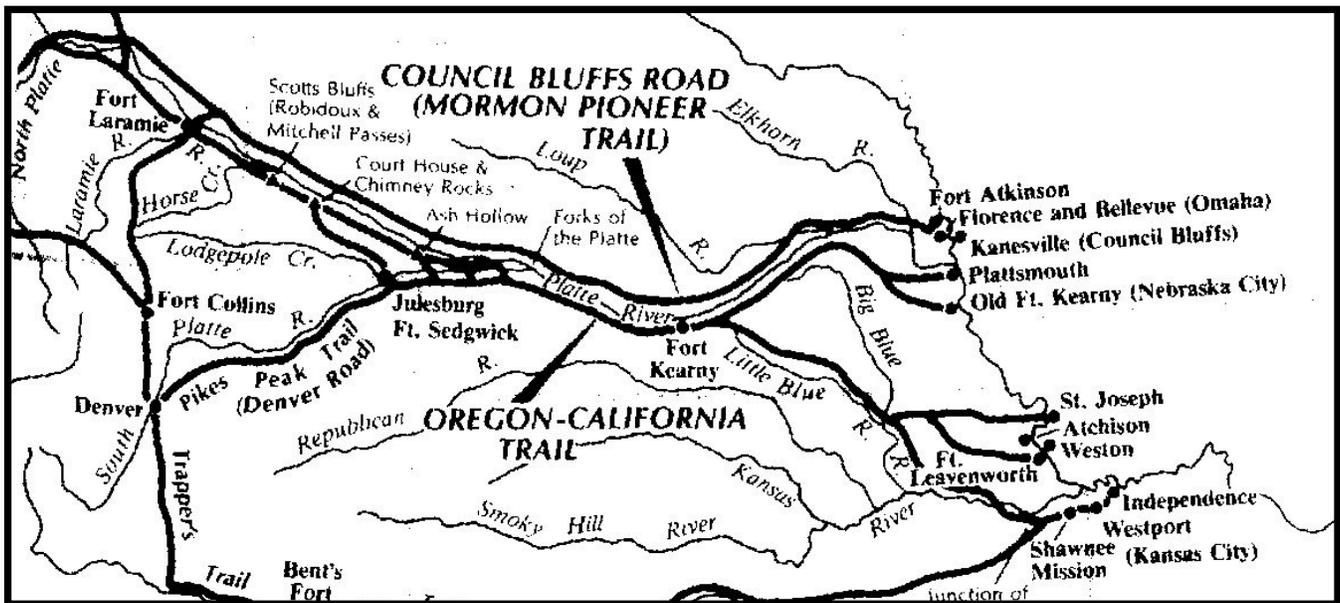 North Platte
Fort
Laramie
Laramie R.
R.
Horse Cr.
Scotts Bluffs
(Robidoux &
Mitchell Passes)
COUNCIL BLUFFS ROAD
(MORMON PIONEER
TRAIL)
Court House &
Chimney Rocks
Ash Hollow
Forks of
the Platte
Loup
R.
Elkhorn
R.
Fort Atkinson
Florence and Bellevue (Omaha)
Kanesville (Council Bluffs)
Plattsmouth
Old Ft. Kearny (Nebraska City)
Lodgepole Cr.
Fort Collins
Platte
R.
Julesburg
Ft. Sedgwick
Platte River
Fort
Kearny
Big Blue
R.
Little Blue
R.
Denver
Pikes Peak Trail
(Denver Road)
South
Republican
R.
OREGON-CALIFORNIA
TRAIL
St. Joseph
Atchison
Weston
Ft.
Leavenworth
Kansas
River
Smoky Hill River
Independence
Westport
(Kansas City)
Shawnee
Mission
Trapper's
Trail
Bent's
Fort
Junction of